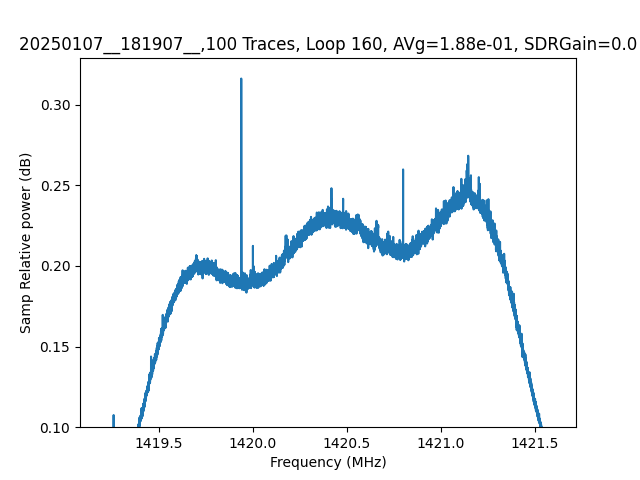 20250107__181907__,100 Traces, Loop 160, AVg=1.88e-01, SDRGain=0.0
0.30
0.25
0.20
0.15
0.10
Samp Relative power (dB)
1419.5 1420.0 1420.5 1421.0 1421.5
Frequency (MHz)